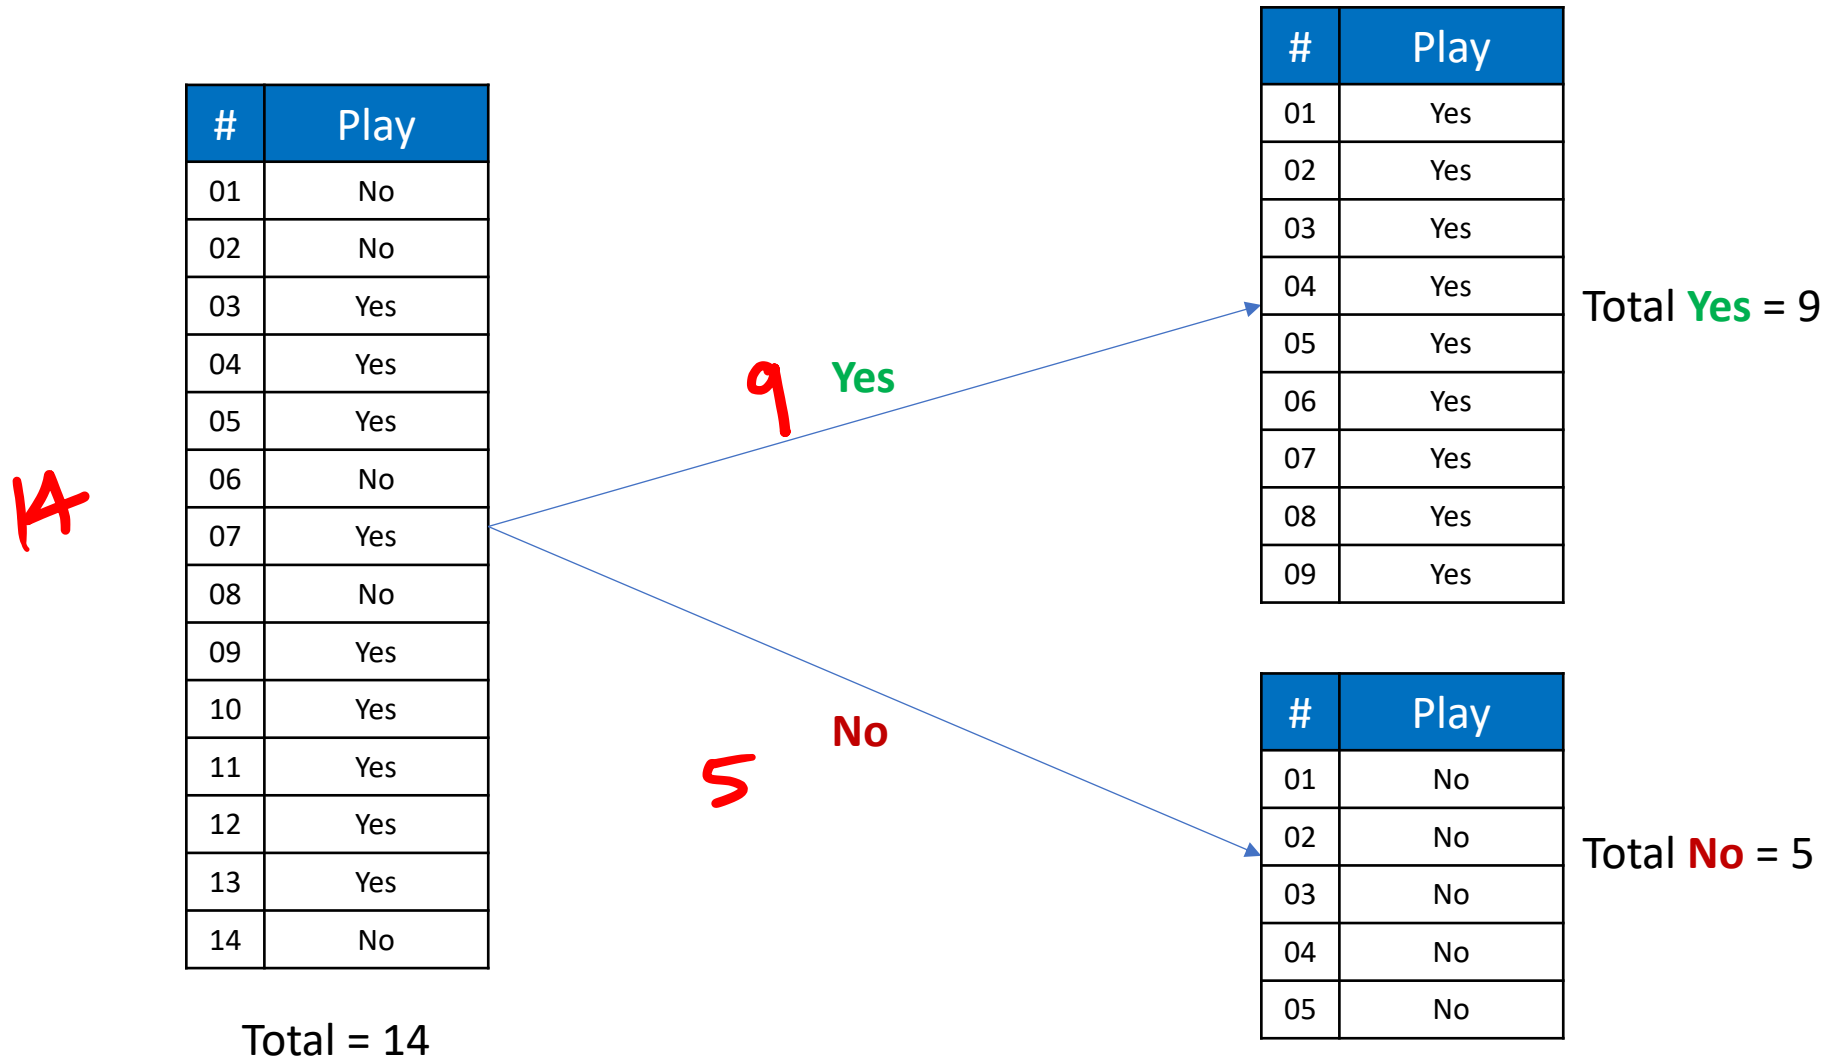 # Play
01 No
02 No
03 Yes
04 Yes
05 Yes
06 No
07 Yes
08 No
09 Yes
10 Yes
11 Yes
12 Yes
13 Yes
14 No
Total = 14
14
9 Yes
5 No
# Play
01 Yes
02 Yes
03 Yes
04 Yes
05 Yes
06 Yes
07 Yes
08 Yes
09 Yes
Total Yes = 9
# Play
01 No
02 No
03 No
04 No
05 No
Total No = 5